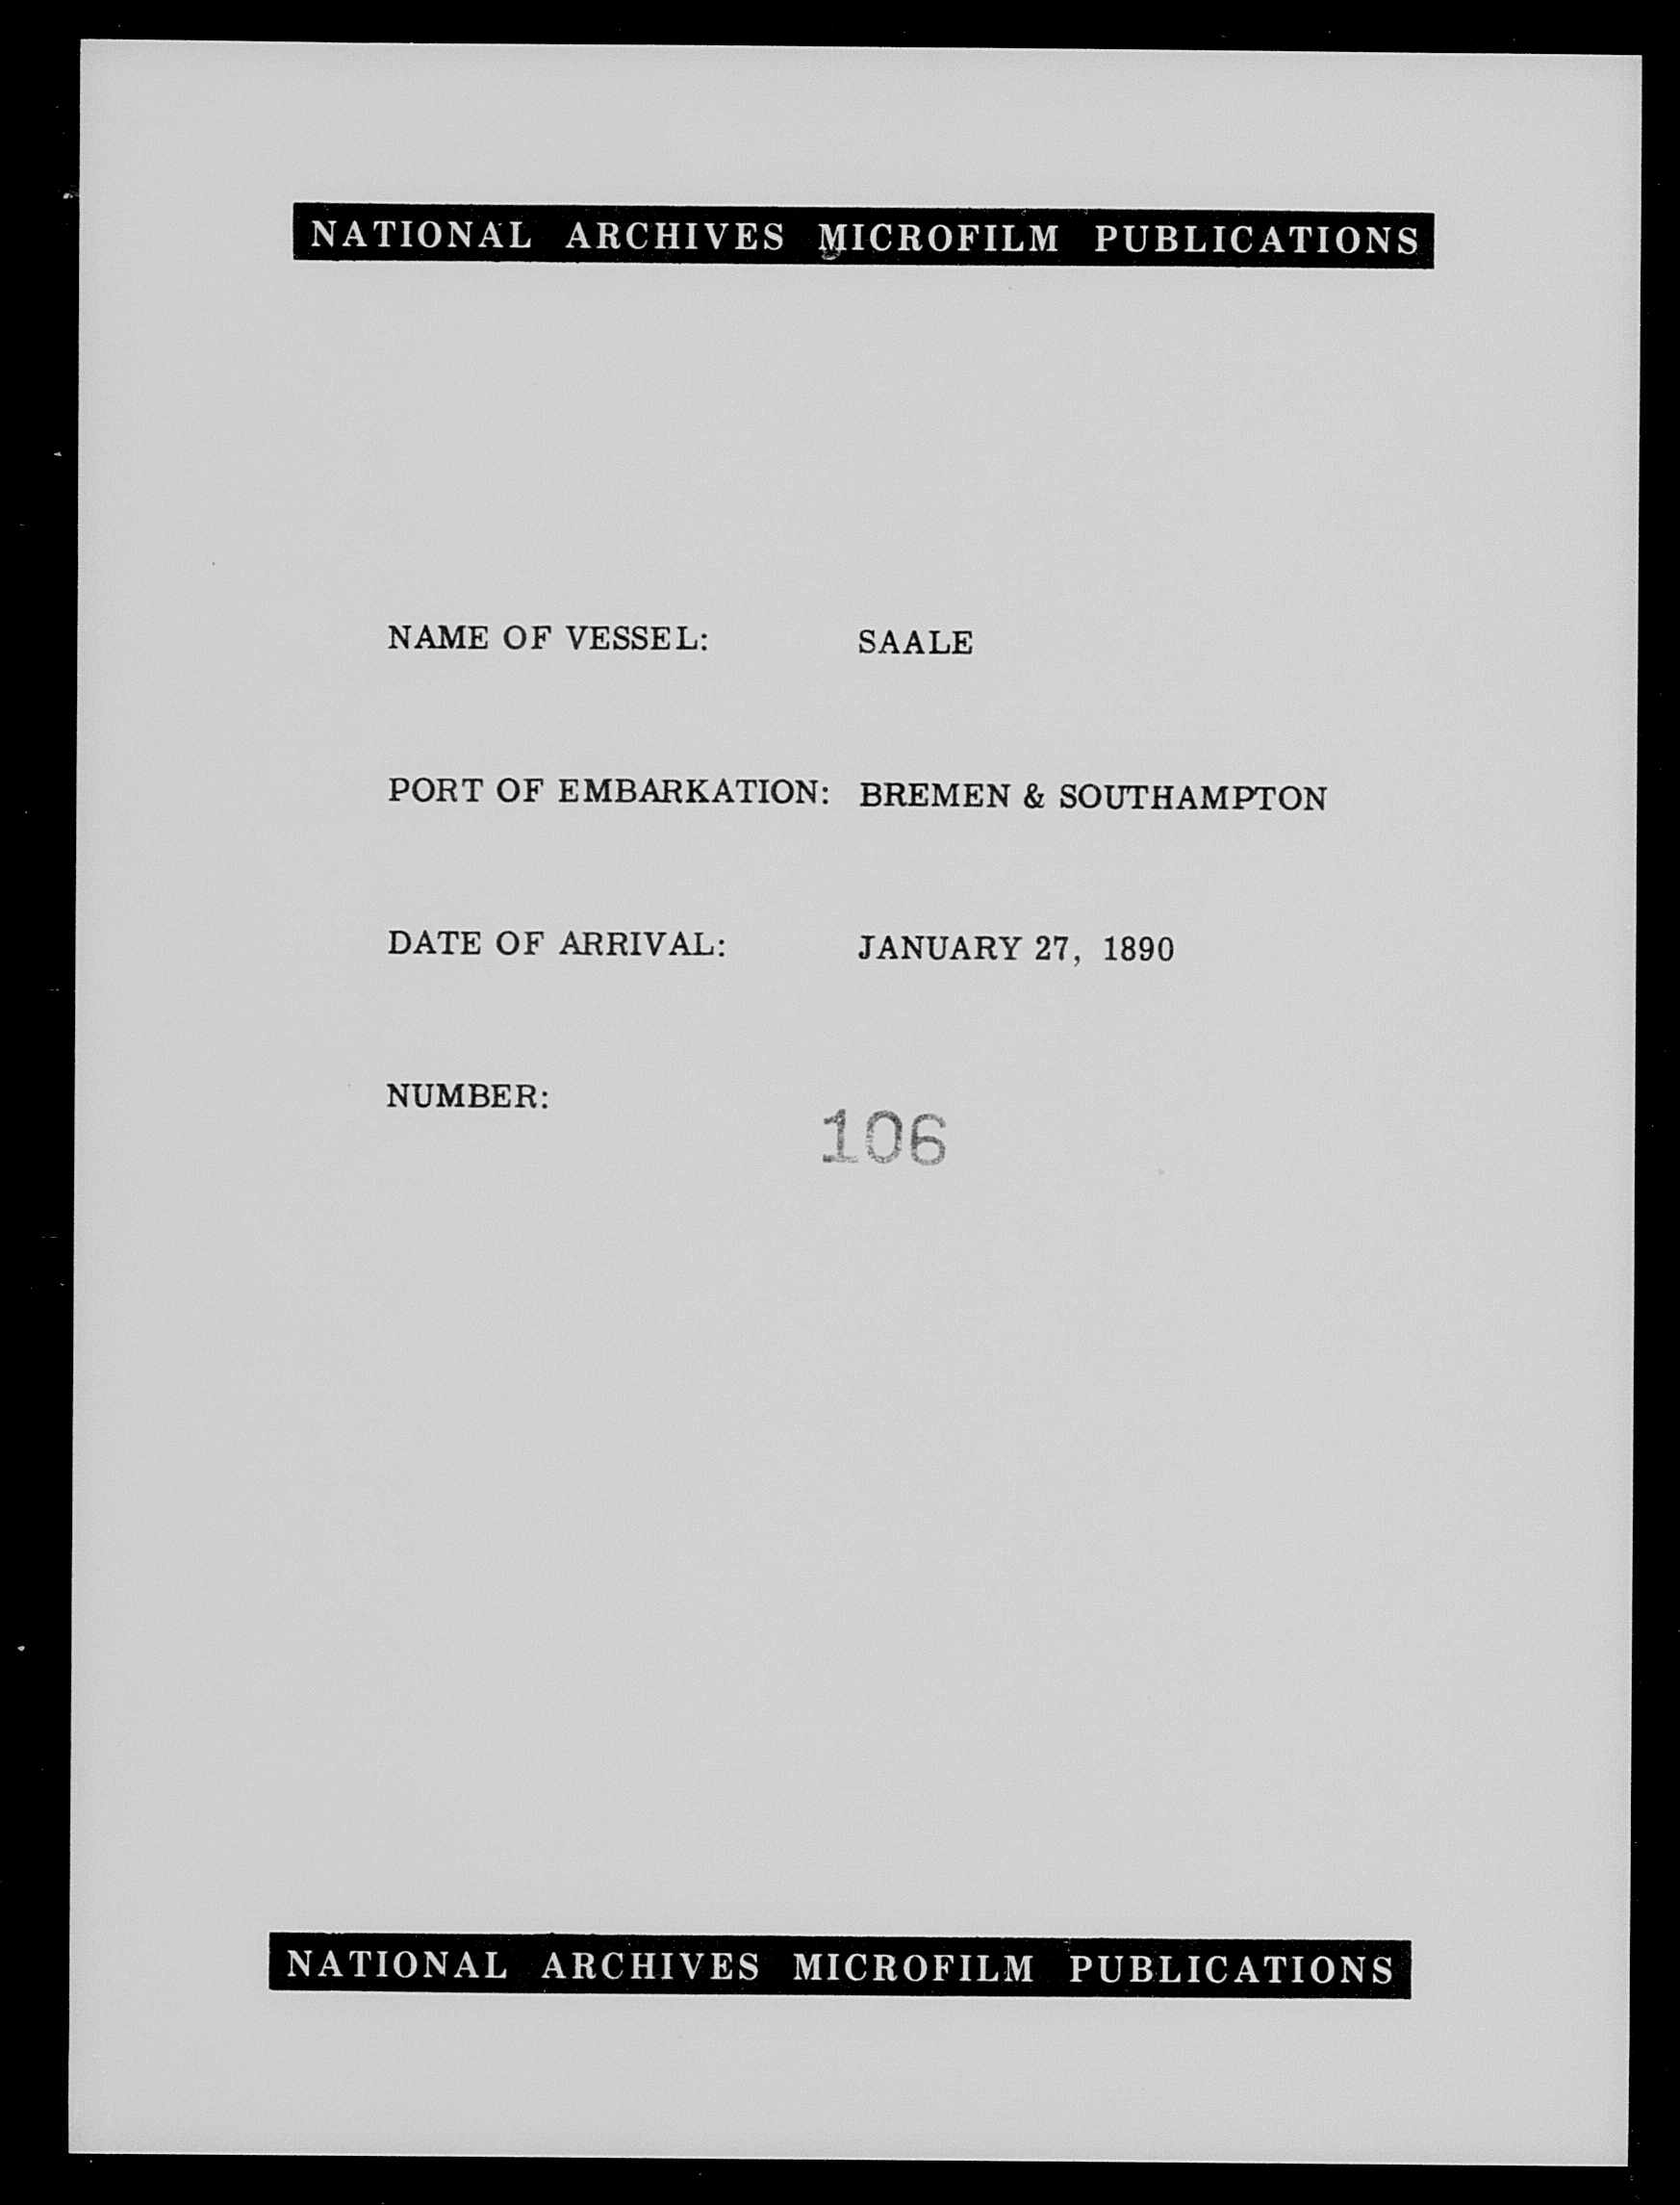 NATIONAL ARCHIVES MICROFILM PUBLICATIONS
NAME OF VESSEL: SAALE
PORT OF EMBARKATION: BREMEN & SOUTHAMPTON
DATE OF ARRIVAL: JANUARY 27, 1890
NUMBER: 106
NATIONAL ARCHIVES MICROFILM PUBLICATIONS